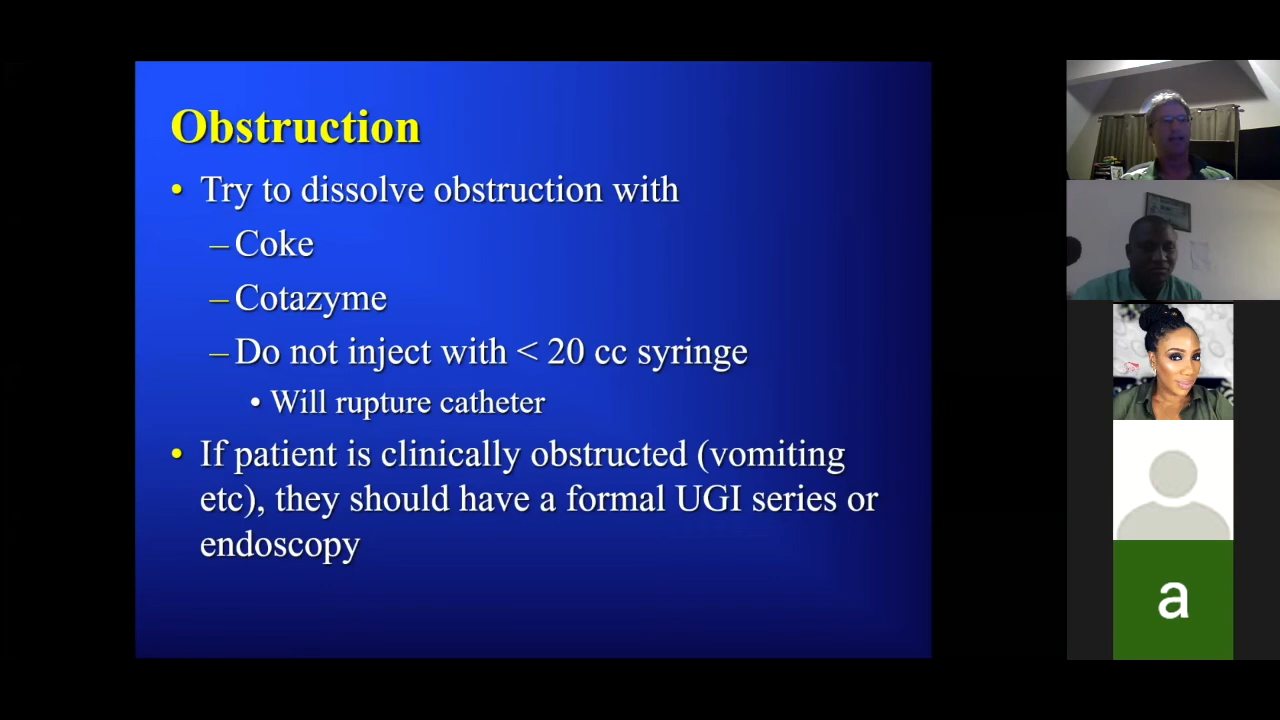 Obstruction
• Try to dissolve obstruction with
– Coke
– Cotazyme
– Do not inject with < 20 cc syringe
• Will rupture catheter
• If patient is clinically obstructed (vomiting
etc), they should have a formal UGI series or
endoscopy
a